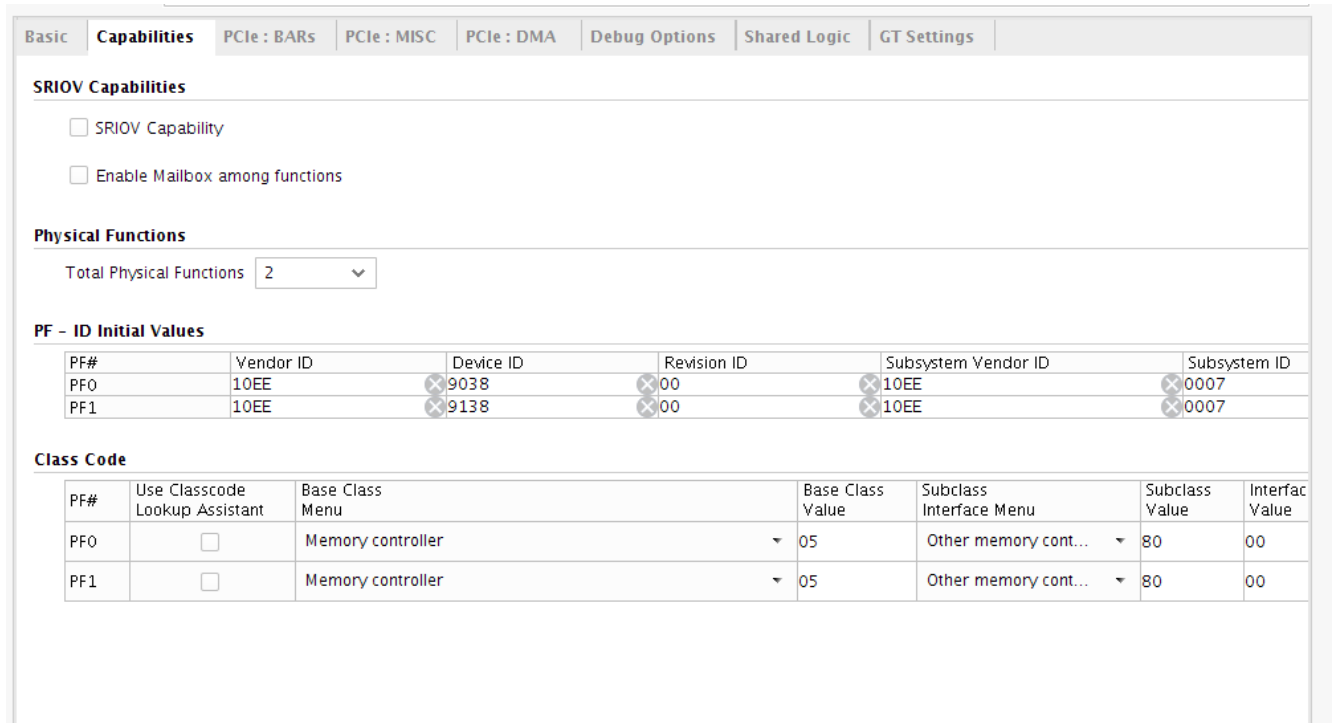 Basic Capabilities PCIe : BARs PCIe : MISC PCIe : DMA Debug Options Shared Logic GT Settings
SRIOV Capabilities
SRIOV Capability
Enable Mailbox among functions
Physical Functions
Total Physical Functions 2
PF - ID Initial Values
PF# Vendor ID Device ID Revision ID Subsystem Vendor ID Subsystem ID
PF0 10EE 9038 00 10EE 0007
PF1 10EE 9138 00 10EE 0007
Class Code
PF# Use Classcode Lookup Assistant Base Class Menu Base Class Value Subclass Interface Menu Subclass Value Interfac Value
PF0 Memory controller 05 Other memory cont... 80 00
PF1 Memory controller 05 Other memory cont... 80 00